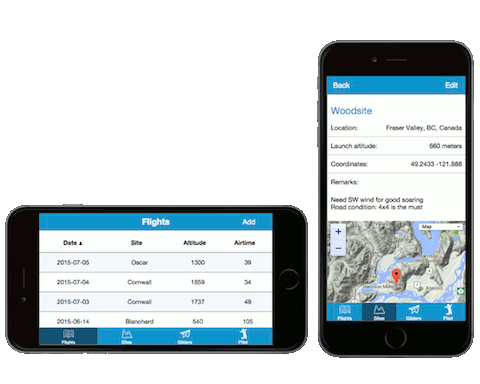 Flights Add
Date ▲ Site Altitude Airtime
2015-07-05 Oscar 1300 39
2015-07-04 Cornwall 1859 34
2015-07-03 Cornwall 1737 49
2015-06-14 Blanchard 540 105
Flights Sites Gliders Pilot
Back Edit
Woodsite
Location: Fraser Valley, BC, Canada
Launch altitude: 660 meters
Coordinates: 49.2433 -121.888
Remarks:
Need SW wind for good soaring
Road condition: 4x4 is the must
+ Map
-
Flights Sites Gliders Pilot